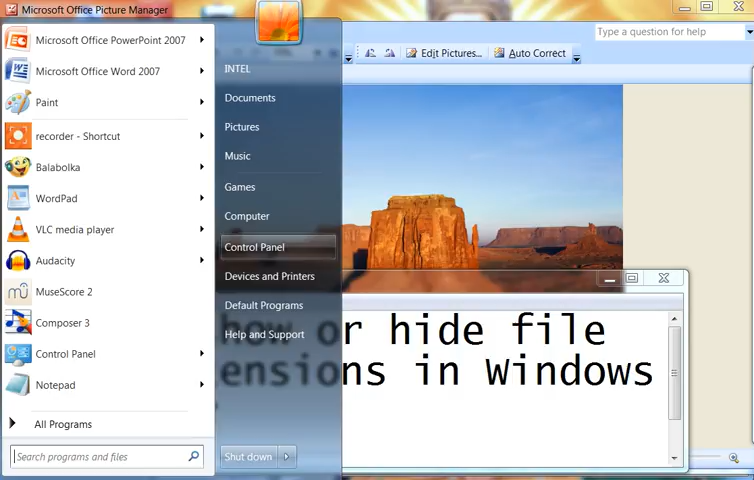 Microsoft Office Picture Manager
Type a question for help
Edit Pictures...
Auto Correct
Microsoft Office PowerPoint 2007
Microsoft Office Word 2007
Paint
recorder - Shortcut
Balabolka
WordPad
VLC media player
Audacity
MuseScore 2
Composer 3
Control Panel
Notepad
All Programs
Search programs and files
INTEL
Documents
Pictures
Music
Games
Computer
Control Panel
Devices and Printers
Default Programs
Help and Support
Shut down
how or hide file
ensions in Windows